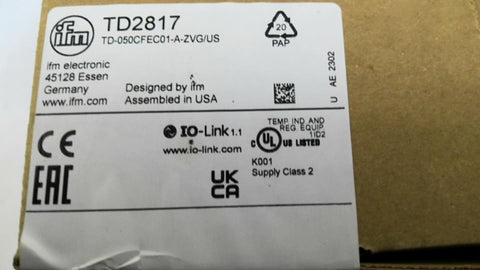 ifm
TD2817
TD-050CFEC01-A-ZVG/US
ifm electronic
45128 Essen
Germany
www.ifm.com
Designed by ifm
Assembled in USA
20
PAP
U AE 2302
CE
EAC
IO-Link 1.1
www.io-link.com
UK
CA
TEMP IND AND
REG. EQUIP
1ID2
C UL US LISTED
K001
Supply Class 2